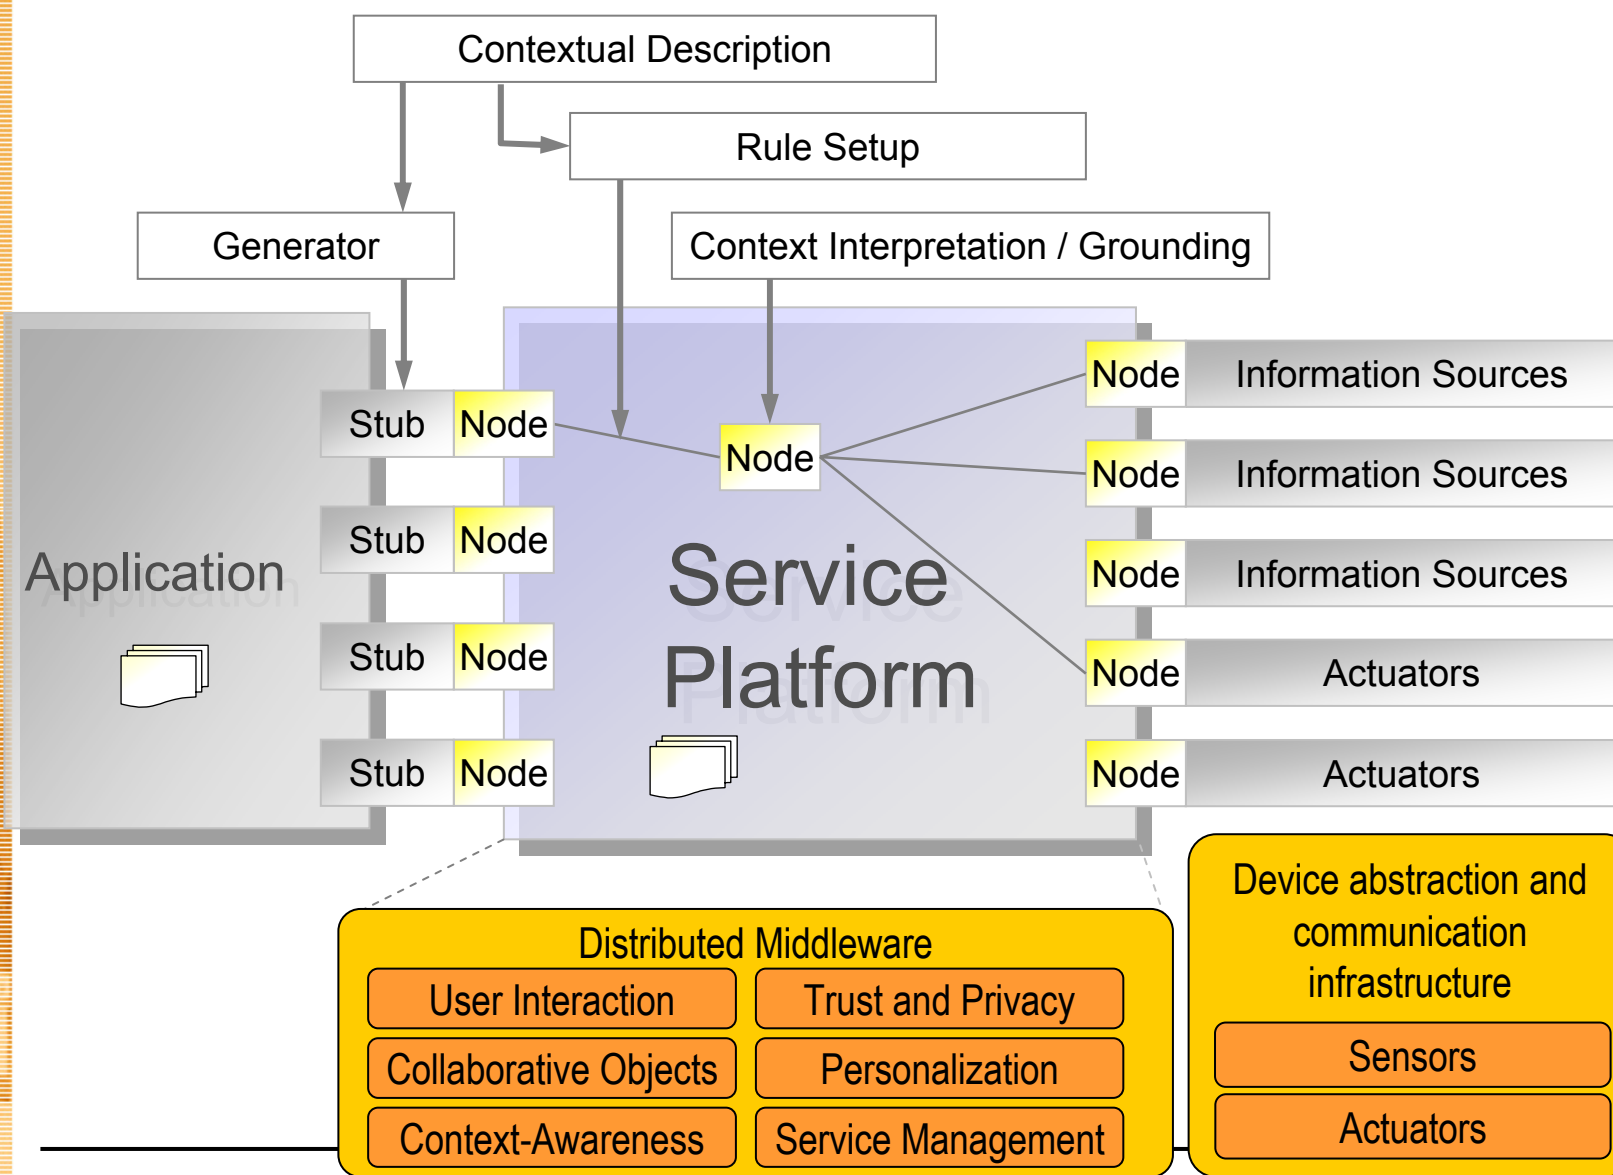 Contextual Description
Rule Setup
Generator
Context Interpretation / Grounding
Node Information Sources
Stub Node
Node
Node Information Sources
Stub Node
Application
Service
Platform
Node Information Sources
Stub Node
Node Actuators
Stub Node
Node Actuators
Device abstraction and
communication
infrastructure
Sensors
Actuators
Distributed Middleware
User Interaction
Trust and Privacy
Collaborative Objects
Personalization
Context-Awareness
Service Management